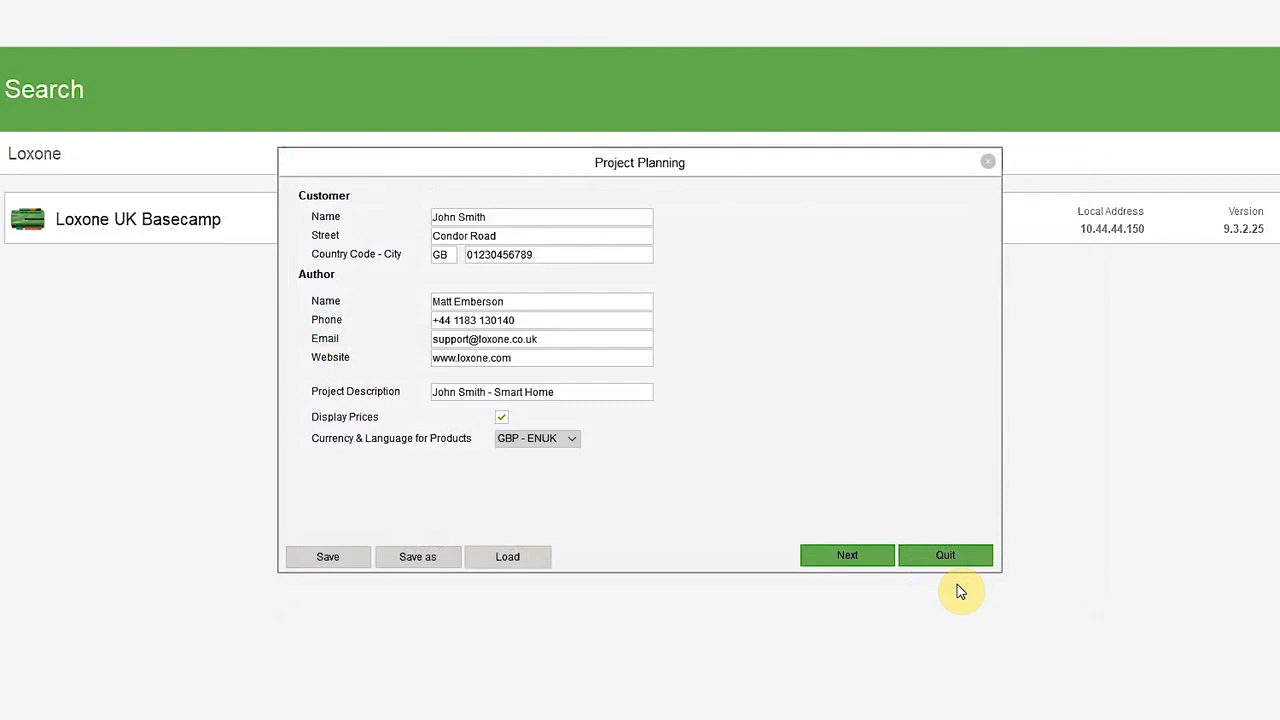 Search
Loxone
Loxone UK Basecamp
Local Address
Version
10.44.44.150
9.3.2.25
Project Planning
Customer
Name John Smith
Street Condor Road
Country Code - City GB 01230456789
Author
Name Matt Emberson
Phone +44 1183 130140
Email support@loxone.co.uk
Website www.loxone.com
Project Description John Smith - Smart Home
Display Prices
Currency & Language for Products GBP - ENUK
Save Save as Load Next Quit